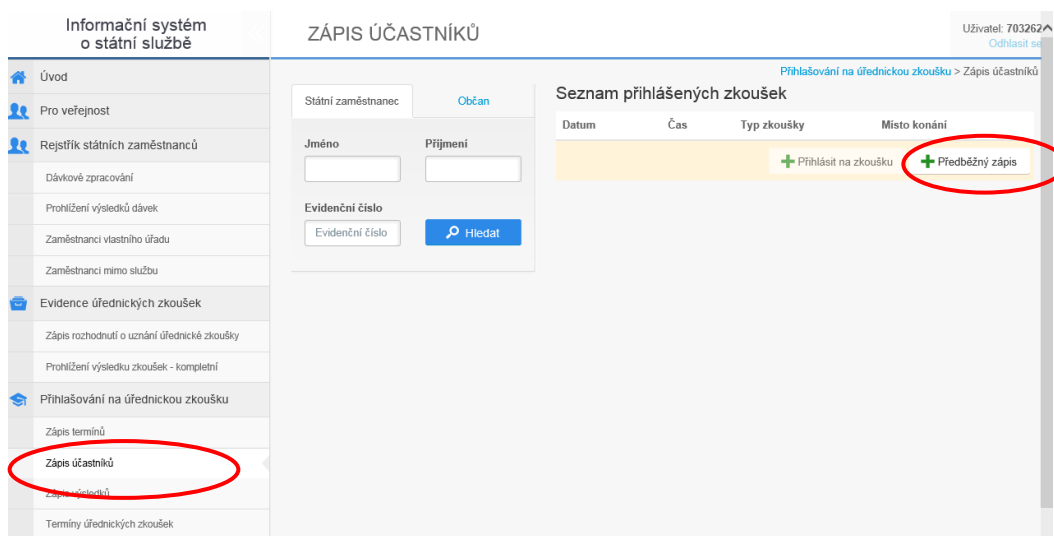 Informační systém
o státní službě
ZÁPIS ÚČASTNÍKŮ
Uživatel: 703262
Odhlásit se
Přihlašování na úřednickou zkoušku > Zápis účastníků
Úvod
Pro veřejnost
Rejstřík státních zaměstnanců
Dávkové zpracování
Prohlížení výsledků dávek
Zaměstnanci vlastního úřadu
Zaměstnanci mimo službu
Evidence úřednických zkoušek
Zápis rozhodnutí o uznání úřednické zkoušky
Prohlížení výsledku zkoušek - kompletní
Přihlašování na úřednickou zkoušku
Zápis termínů
Zápis účastníků
Zápis výsledků
Termíny úřednických zkoušek
Státní zaměstnanec Občan
Jméno Příjmení
Evidenční číslo
Evidenční číslo Hledat
Seznam přihlášených zkoušek
Datum Čas Typ zkoušky Místo konání
Přihlásit na zkoušku Předběžný zápis